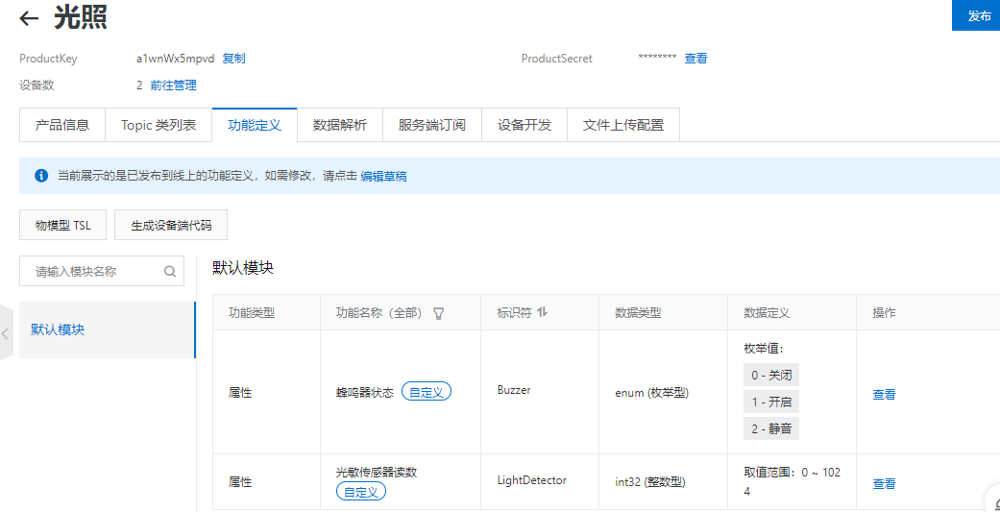 光照
发布
ProductKey a1wnWx5mpvd 复制 ProductSecret ******** 查看
设备数 2 前往管理
产品信息 Topic 类列表 功能定义 数据解析 服务端订阅 设备开发 文件上传配置
当前展示的是已发布到线上的功能定义，如需修改，请点击 编辑草稿
物模型 TSL 生成设备端代码
请输入模块名称
默认模块
默认模块
功能类型 功能名称（全部） 标识符 数据类型 数据定义 操作
属性 蜂鸣器状态 自定义 Buzzer enum (枚举型) 枚举值：
0 - 关闭
1 - 开启
2 - 静音
查看
属性 光敏传感器读数
自定义
LightDetector int32 (整数型) 取值范围：0 ~ 102
4
查看